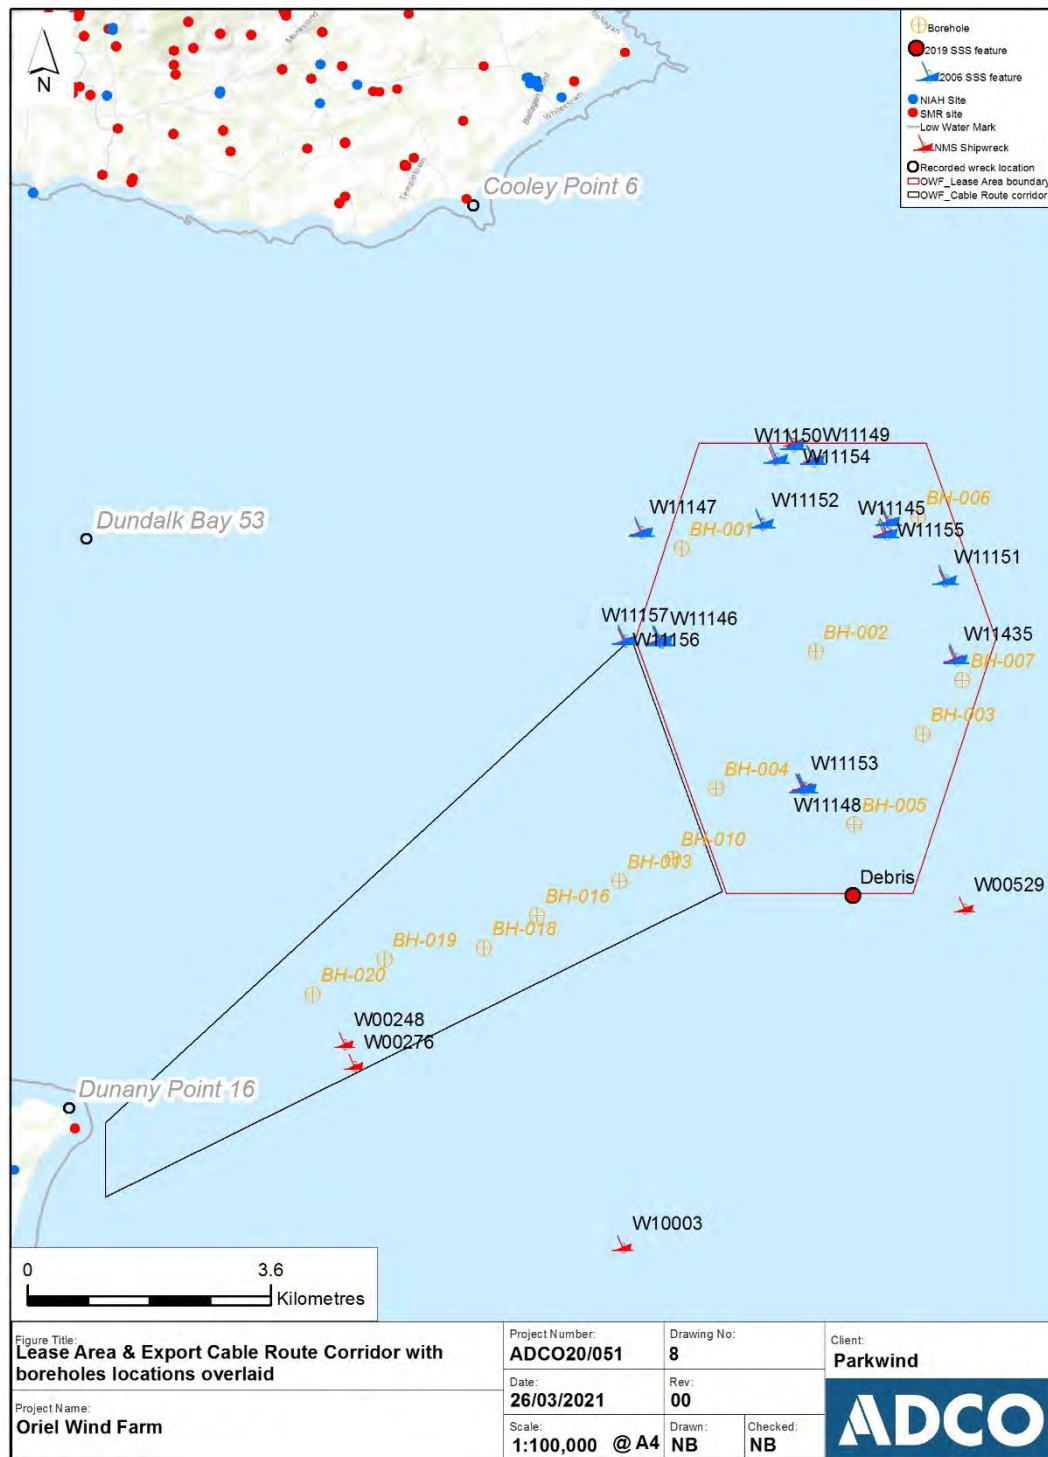 Borehole
2019 SSS feature
2006 SSS feature
NIAH Site
SMR site
Low Water Mark
NMS Shipwreck
Recorded wreck location
OWF_Lease Area boundary
OWF_Cable Route corridor
N
Monksland
Ballagan
Ballagan Point
Whitestown
Templetown
Cooley Point 6
Dundalk Bay 53
W11150
W11149
W11154
W11147
W11152
W11145
BH-006
W11155
BH-001
W11151
W11157
W11146
W11156
BH-002
W11435
BH-007
BH-003
BH-004
W11153
W11148
BH-005
BH-010
BH-013
Debris
W00529
BH-016
BH-018
BH-019
BH-020
W00248
W00276
Dunany Point 16
W10003
0 3.6
Kilometres
Figure Title:
Lease Area & Export Cable Route Corridor with
boreholes locations overlaid
Project Name:
Oriel Wind Farm
Project Number:
ADCO20/051
Drawing No:
8
Date:
26/03/2021
Rev:
00
Scale:
1:100,000 @ A4
Drawn:
NB
Checked:
NB
Client:
Parkwind
ADCO